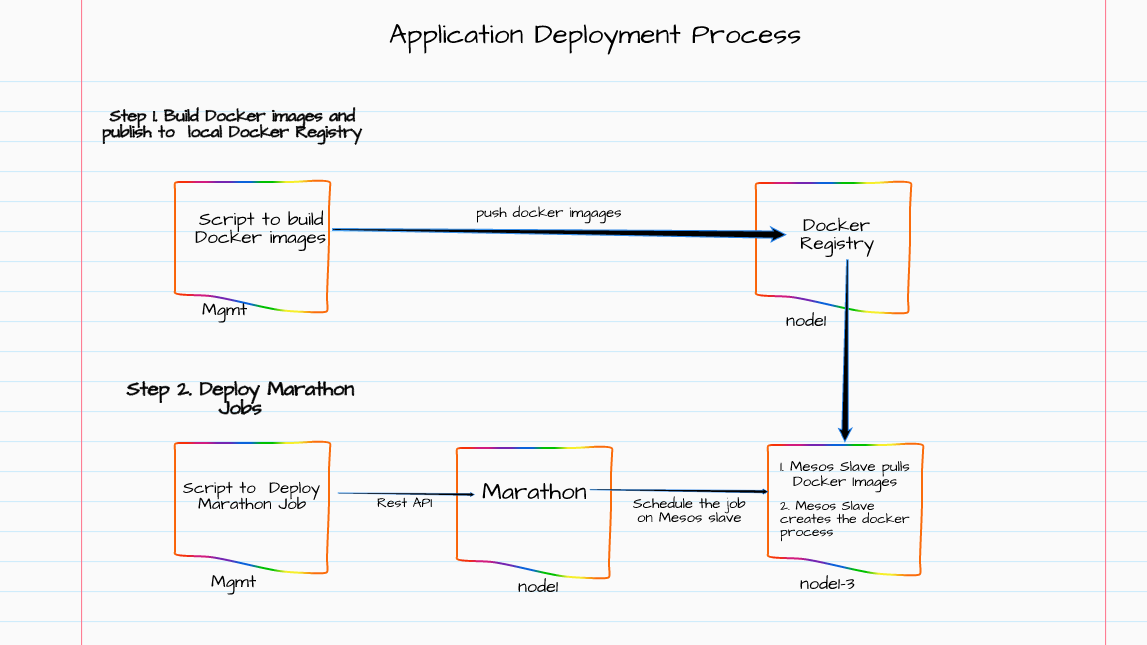 Application Deployment Process
Step 1. Build Docker images and
publish to local Docker Registry
Script to build
Docker images
Mgmt
push docker imgages
Docker
Registry
node1
Step 2. Deploy Marathon
Jobs
Script to Deploy
Marathon Job
Mgmt
Rest API
Marathon
node1
Schedule the job
on Mesos slave
1. Mesos Slave pulls
Docker Images
2. Mesos Slave
creates the docker
process
node1-3